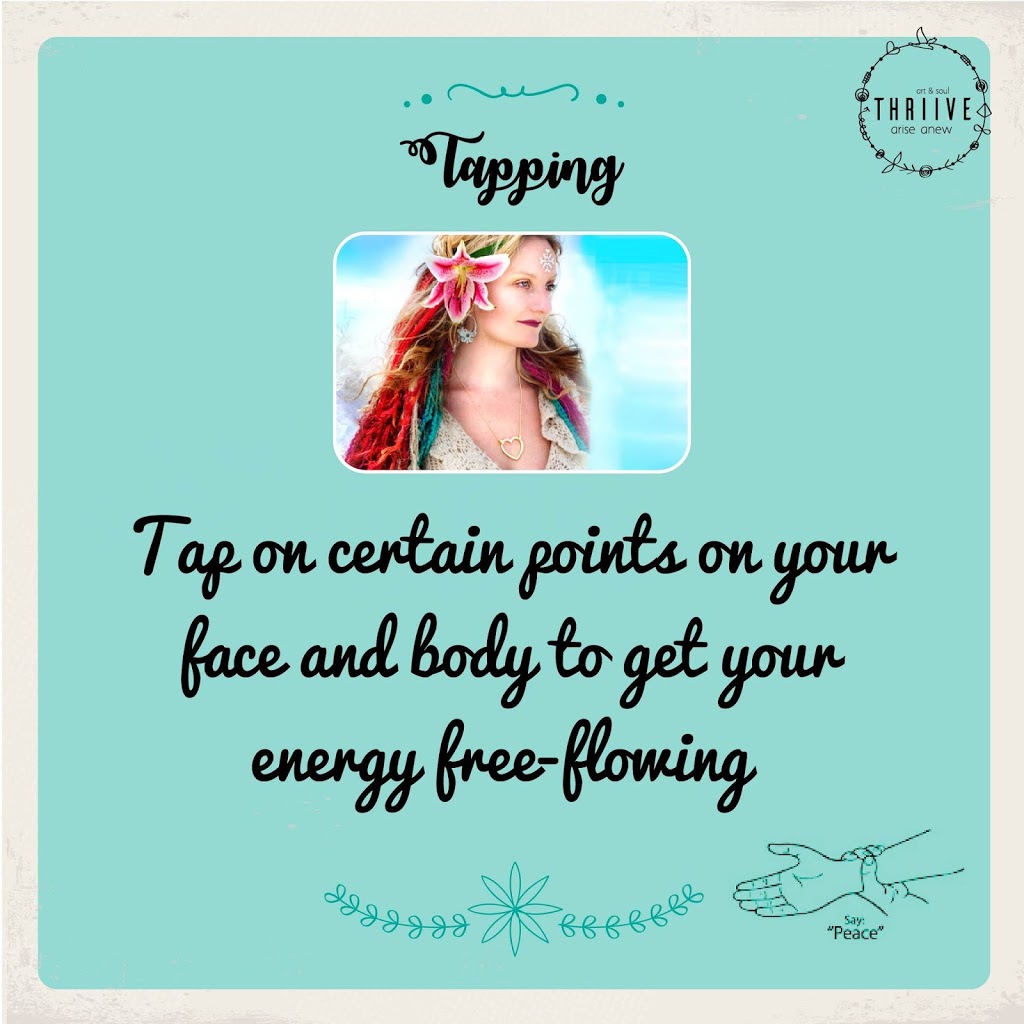 art & soul
THRIIVE
arise anew
Tapping
Tap on certain points on your
face and body to get your
energy free-flowing
Say:
"Peace"